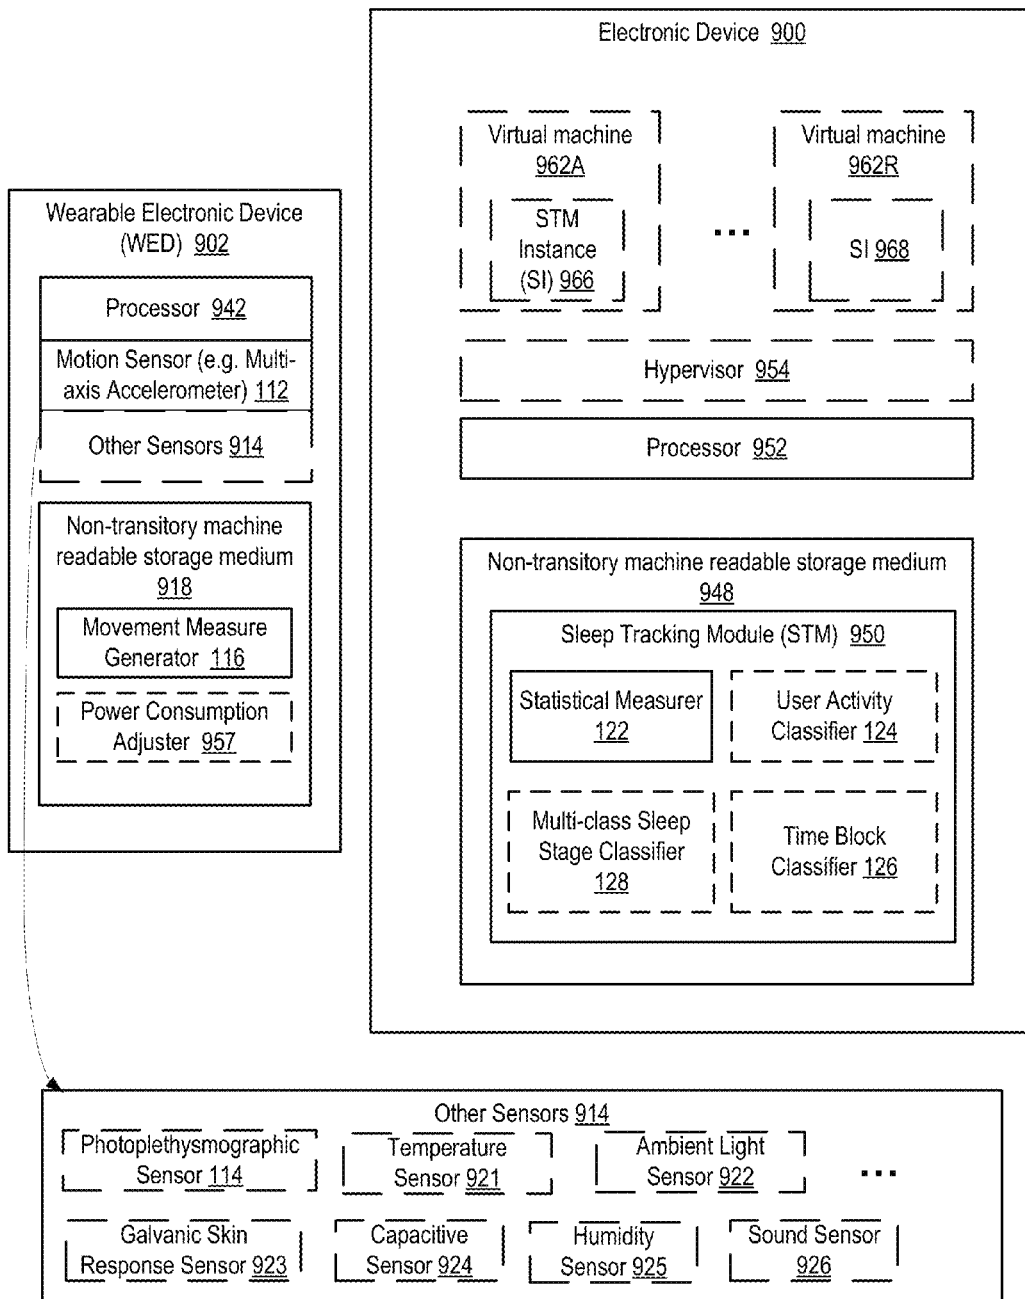 Electronic Device 900
Virtual machine
962A
STM
Instance
(SI) 966
...
Virtual machine
962R
SI 968
Hypervisor 954
Processor 952
Non-transitory machine readable storage medium
948
Sleep Tracking Module (STM) 950
Statistical Measurer
122
User Activity
Classifier 124
Multi-class Sleep
Stage Classifier
128
Time Block
Classifier 126
Wearable Electronic Device
(WED) 902
Processor 942
Motion Sensor (e.g. Multi-
axis Accelerometer) 112
Other Sensors 914
Non-transitory machine
readable storage medium
918
Movement Measure
Generator 116
Power Consumption
Adjuster 957
Other Sensors 914
Photoplethysmographic
Sensor 114
Temperature
Sensor 921
Ambient Light
Sensor 922
...
Galvanic Skin
Response Sensor 923
Capacitive
Sensor 924
Humidity
Sensor 925
Sound Sensor
926